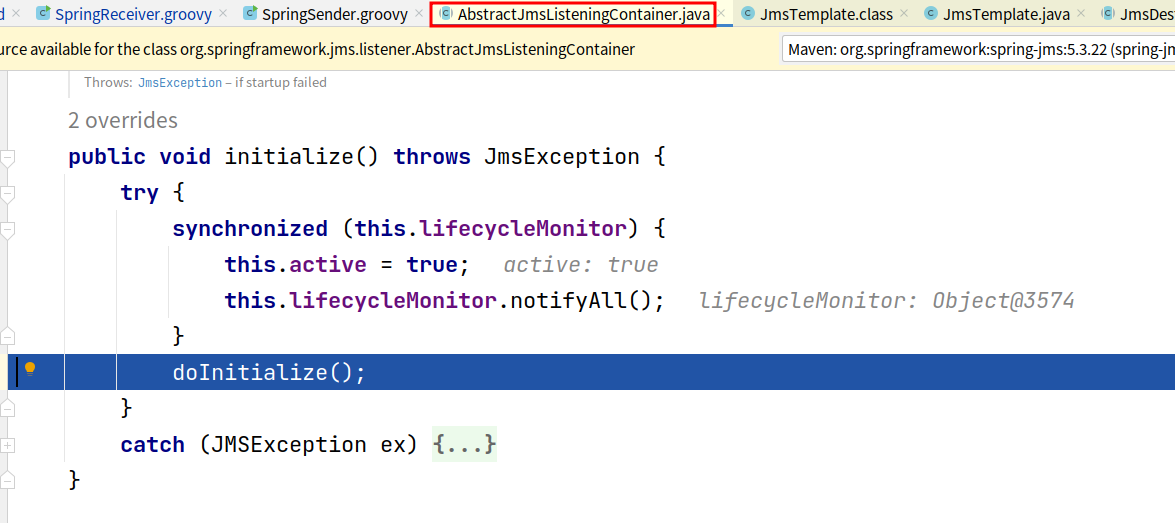 d SpringReceiver.groovy SpringSender.groovy AbstractJmsListeningContainer.java JmsTemplate.class JmsTemplate.java JmsDes
urce available for the class org.springframework.jms.listener.AbstractJmsListeningContainer Maven: org.springframework:spring-jms:5.3.22 (spring-jm
Throws: JmsException – if startup failed
2 overrides
public void initialize() throws JmsException {
try {
synchronized (this.lifecycleMonitor) {
this.active = true; active: true
this.lifecycleMonitor.notifyAll(); lifecycleMonitor: Object@3574
}
doInitialize();
}
catch (JMSException ex) {...}
}